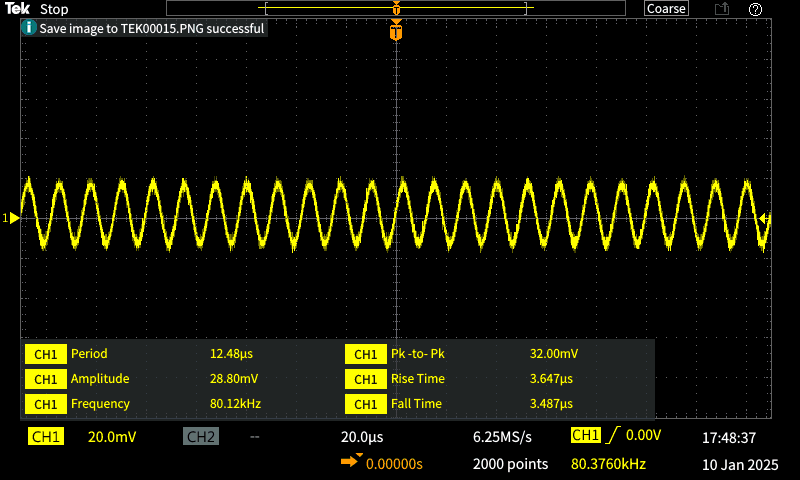 Tek Stop T Coarse
i Save image to TEK00015.PNG successful
T
1
CH1 Period 12.48µs CH1 Pk -to- Pk 32.00mV
CH1 Amplitude 28.80mV CH1 Rise Time 3.647µs
CH1 Frequency 80.12kHz CH1 Fall Time 3.487µs
CH1 20.0mV CH2 -- 20.0µs 6.25MS/s CH1 0.00V 17:48:37
0.00000s 2000 points 80.3760kHz 10 Jan 2025